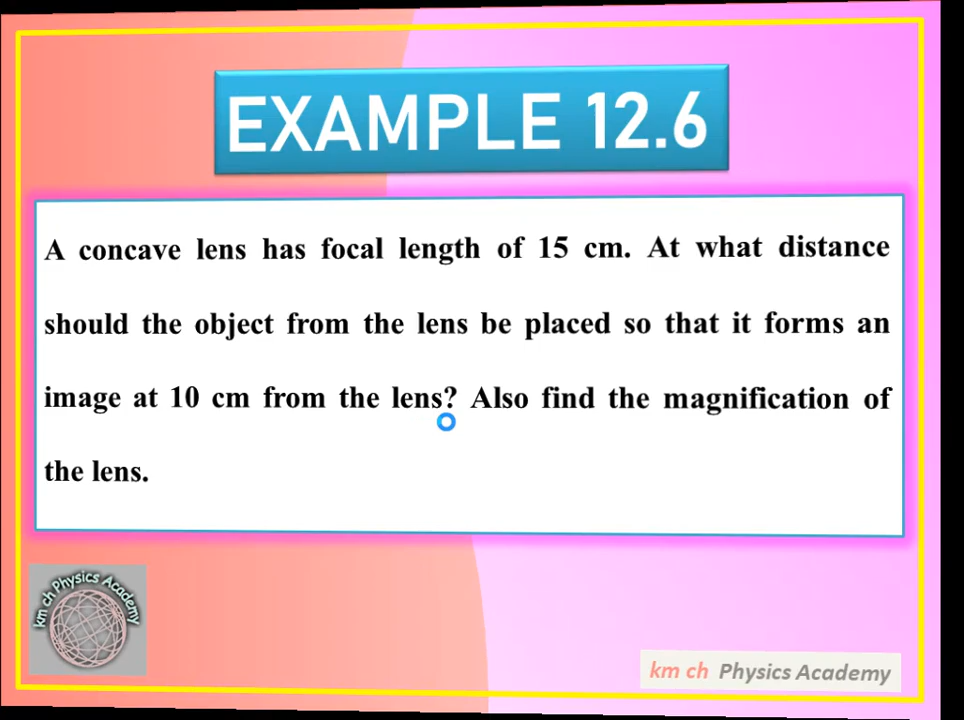 EXAMPLE 12.6
A concave lens has focal length of 15 cm. At what distance
should the object from the lens be placed so that it forms an
image at 10 cm from the lens? Also find the magnification of
the lens.
km ch Physics Academy
km ch Physics Academy